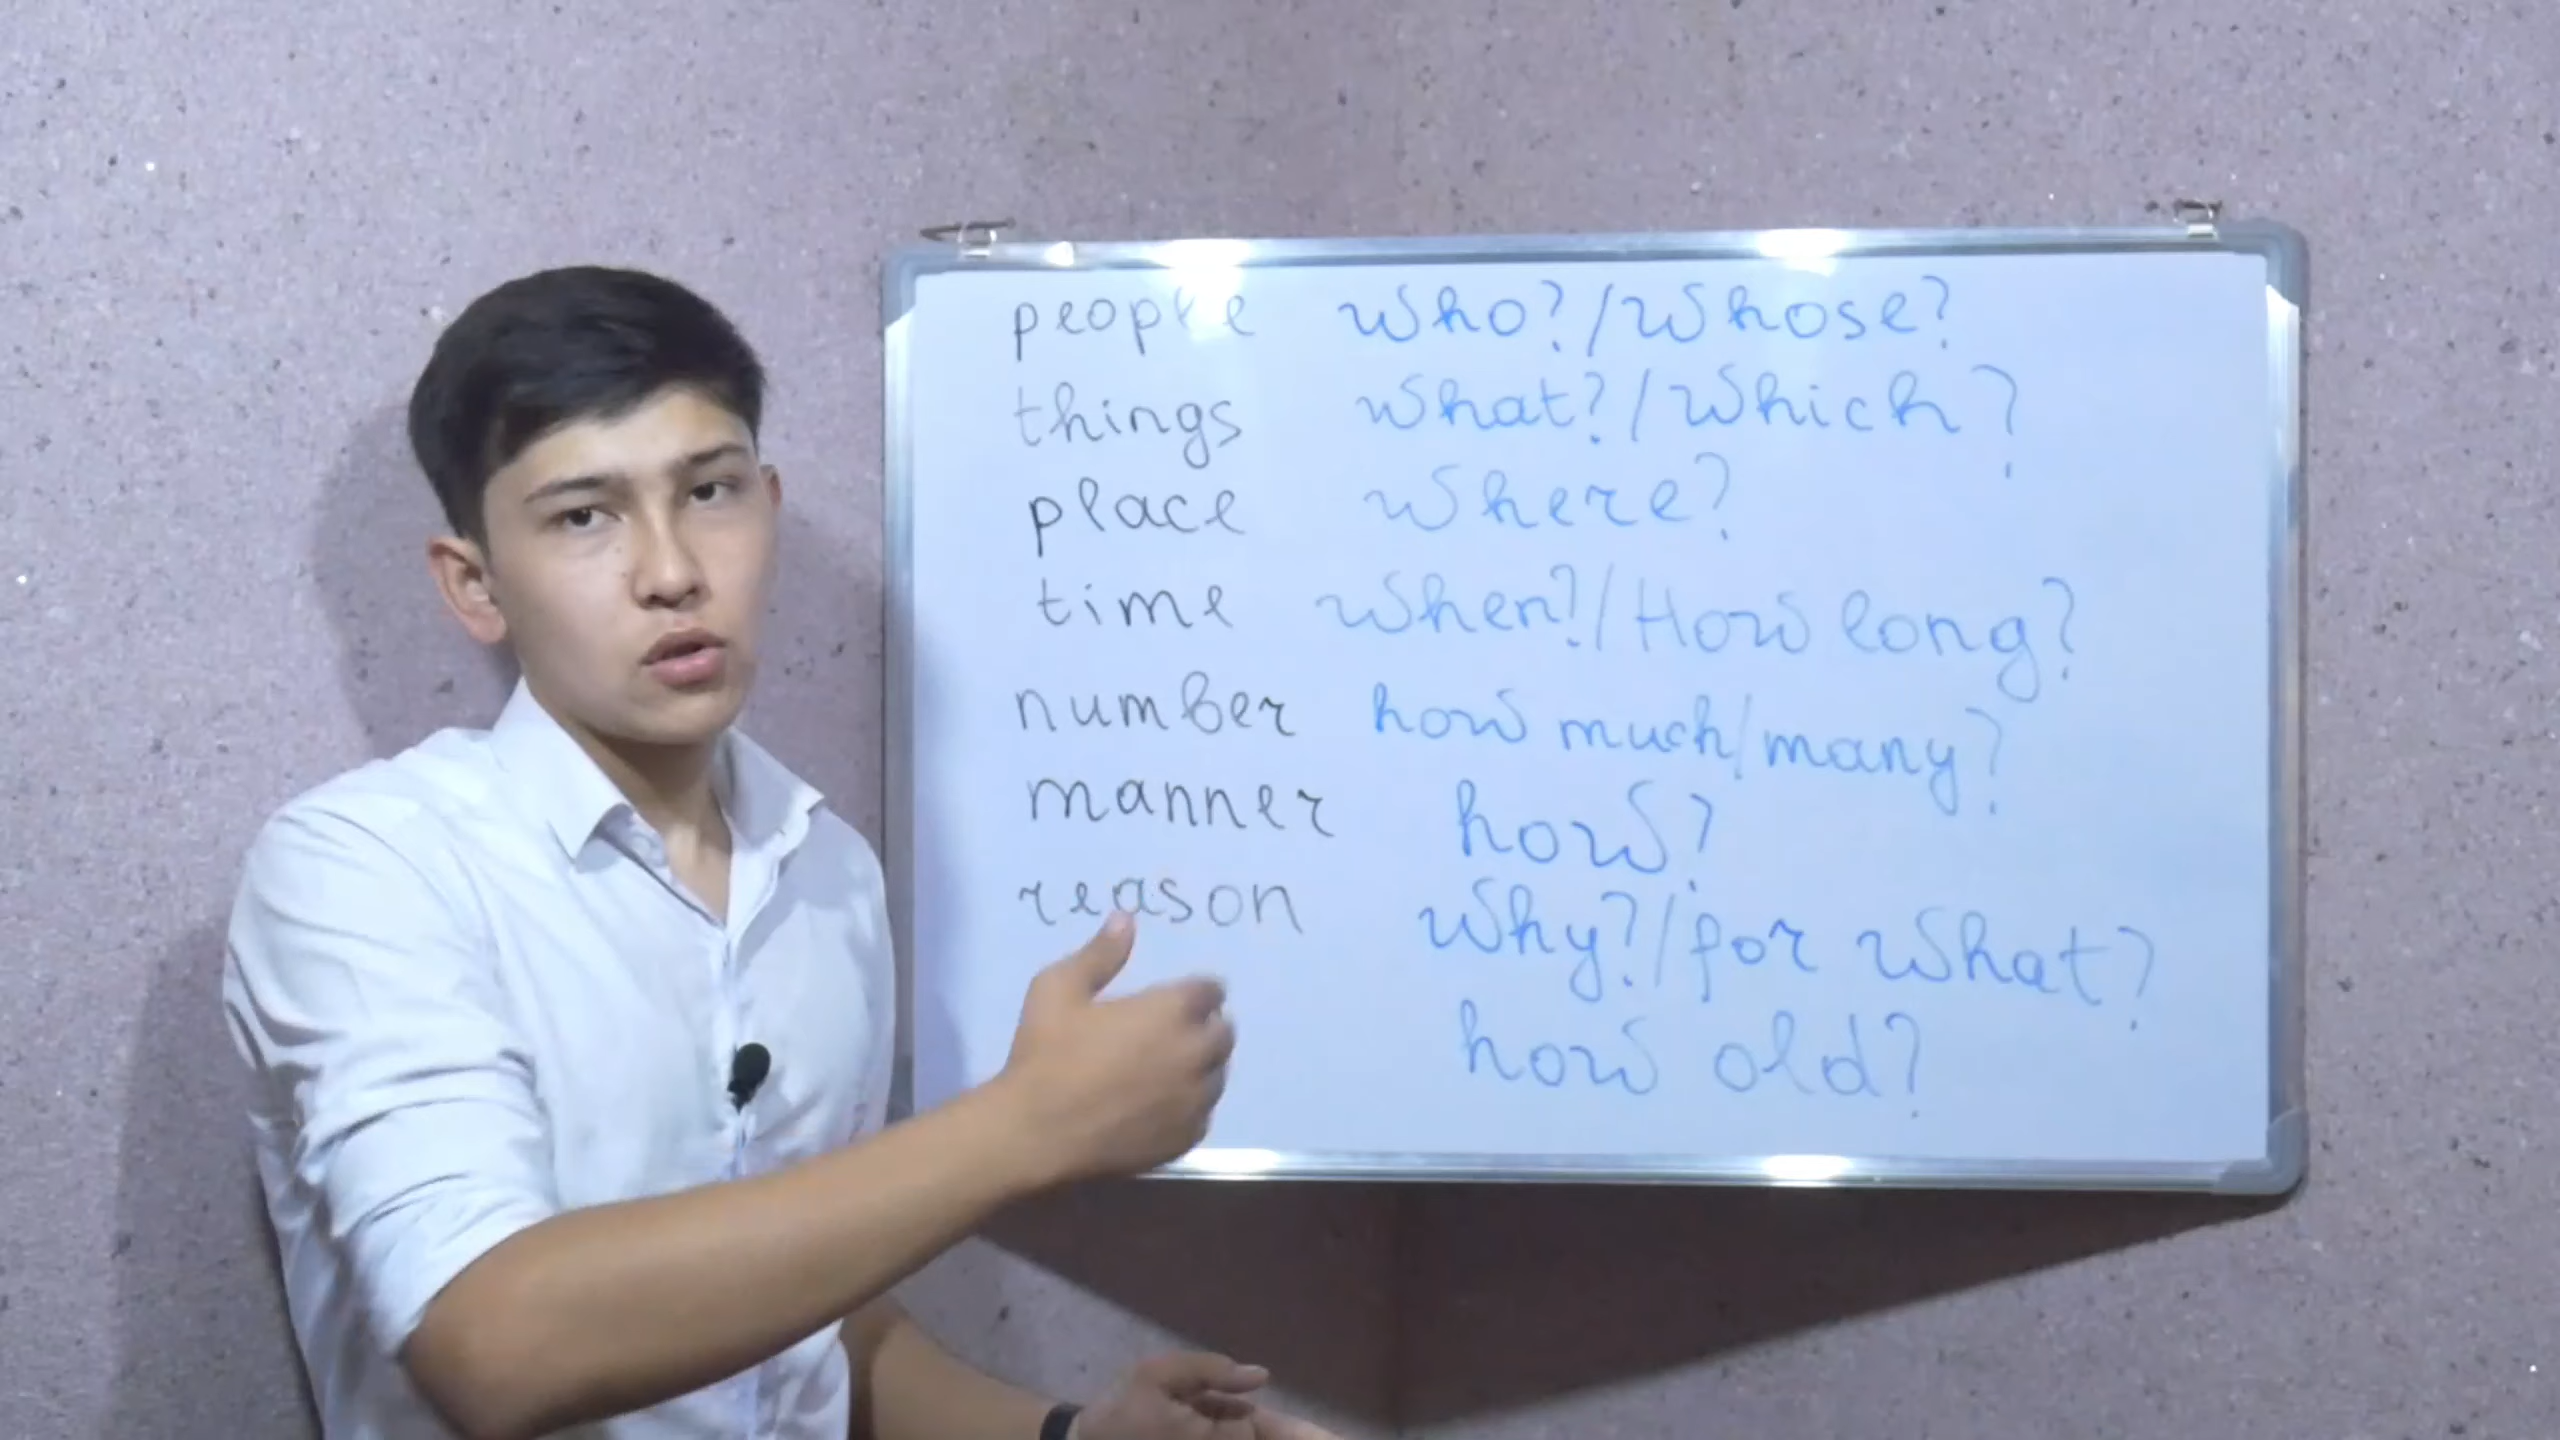 people who?/whose?
things what?/which?
place where?
time when?/How long?
number how much/many?
manner how?
reason why?/for what?
how old?